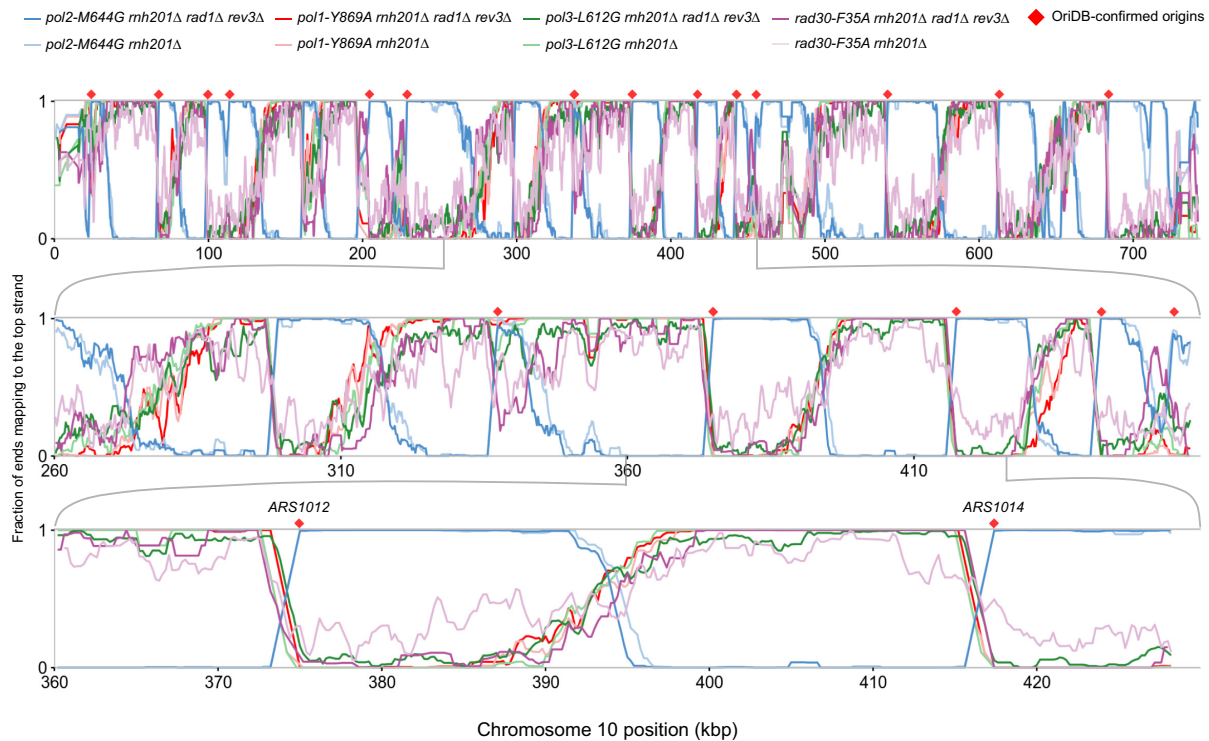 pol2-M644G rnh201Δ rad1Δ rev3Δ pol1-Y869A rnh201Δ rad1Δ rev3Δ pol3-L612G rnh201Δ rad1Δ rev3Δ rad30-F35A rnh201Δ rad1Δ rev3Δ OriDB-confirmed origins
pol2-M644G rnh201Δ pol1-Y869A rnh201Δ pol3-L612G rnh201Δ rad30-F35A rnh201Δ
1
0
0 100 200 300 400 500 600 700
Fraction of ends mapping to the top strand
1
0
260 310 360 410
ARS1012 ARS1014
1
0
360 370 380 390 400 410 420
Chromosome 10 position (kbp)